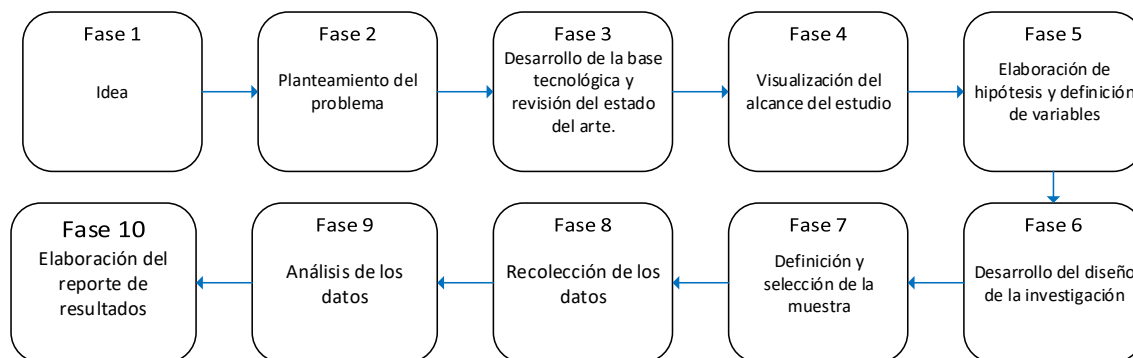 Fase 1
Idea
Fase 2
Planteamiento del
problema
Fase 3
Desarrollo de la base
tecnológica y
revisión del estado
del arte.
Fase 4
Visualización del
alcance del estudio
Fase 5
Elaboración de
hipótesis y definición
de variables
Fase 6
Desarrollo del diseño
de la investigación
Fase 7
Definición y
selección de la
muestra
Fase 8
Recolección de los
datos
Fase 9
Análisis de los
datos
Fase 10
Elaboración del
reporte de
resultados